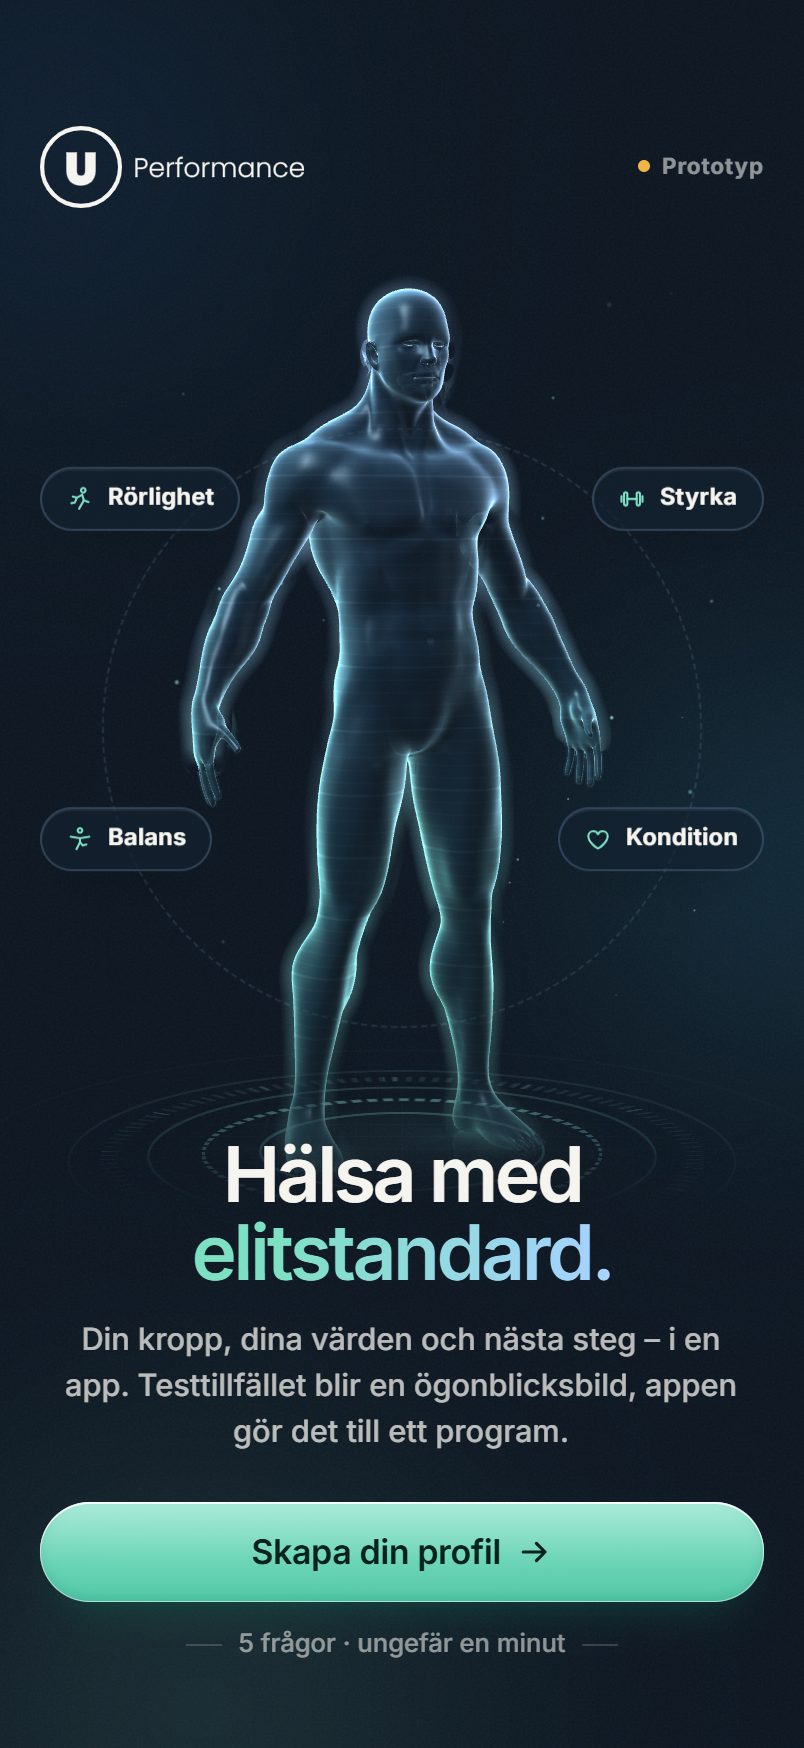 U Performance
Prototyp
Rörlighet
Styrka
Balans
Kondition
Hälsa med
elitstandard.
Din kropp, dina värden och nästa steg – i en
app. Testtillfället blir en ögonblicksbild, appen
gör det till ett program.
Skapa din profil →
5 frågor · ungefär en minut